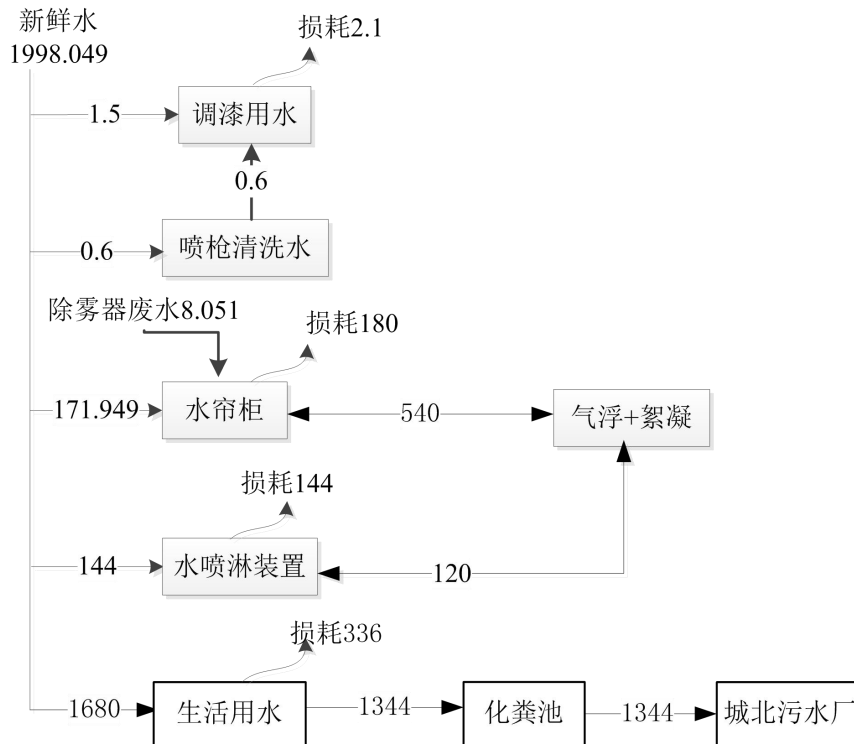 新鲜水
1998.049
损耗2.1
1.5
调漆用水
0.6
0.6
喷枪清洗水
除雾器废水8.051
损耗180
171.949
水帘柜
540
气浮+絮凝
损耗144
144
水喷淋装置
120
损耗336
1680
生活用水
1344
化粪池
1344
城北污水厂